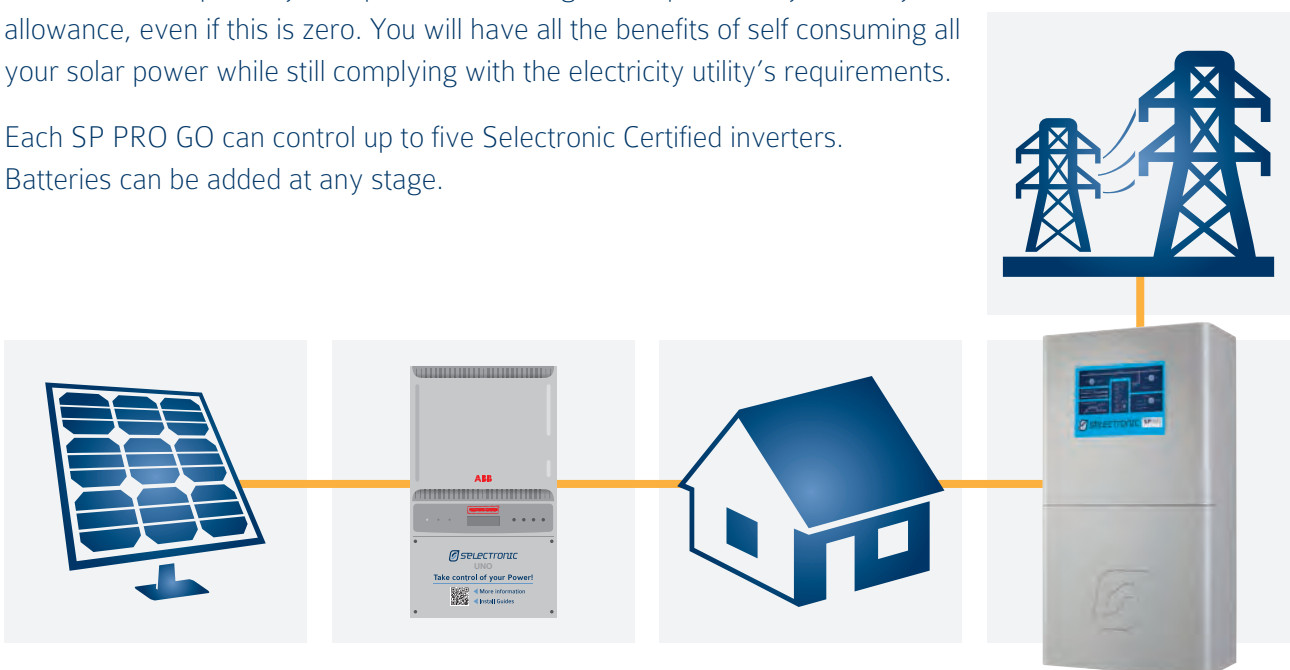 allowance, even if this is zero. You will have all the benefits of self consuming all
your solar power while still complying with the electricity utility’s requirements.
Each SP PRO GO can control up to five Selectronic Certified inverters.
Batteries can be added at any stage.
ABB
SELECTRONIC
UNO
Take control of your Power!
More information
Install Guides
SELECTRONIC SP